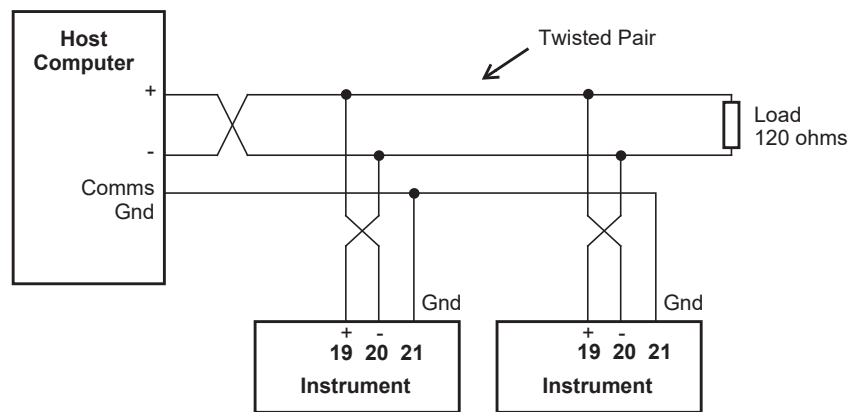 Host
Computer
Twisted Pair
+
-
Load
120 ohms
Comms
Gnd
Gnd
Gnd
+ -
19 20 21
Instrument
+ -
19 20 21
Instrument